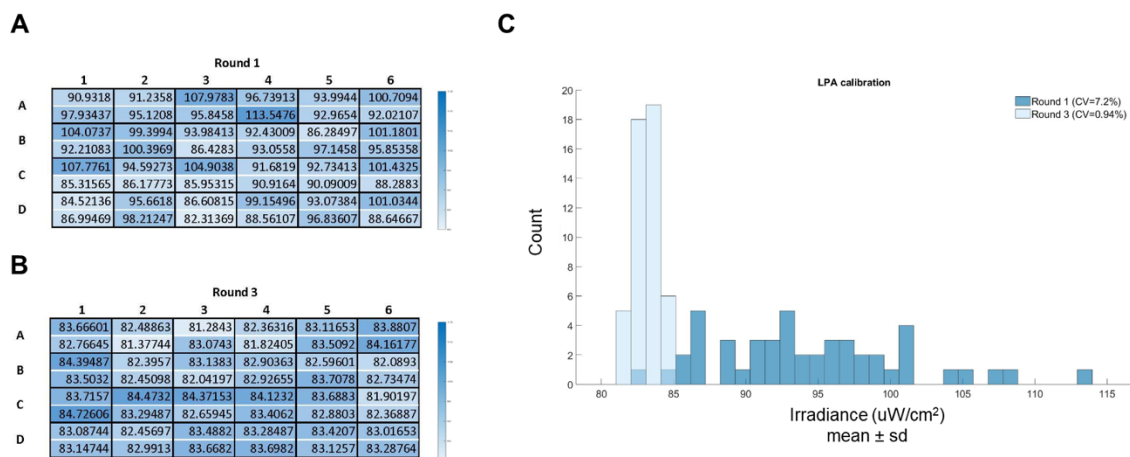 A
Round 1
1 2 3 4 5 6
A
90.9318 91.2358 107.9783 96.73913 93.9944 100.7094
97.93437 95.1208 95.8458 113.5476 92.9654 92.02107
B
104.0737 99.3994 93.98413 92.43009 86.28497 101.1801
92.21083 100.3969 86.4283 93.0558 97.1458 95.85358
C
107.7761 94.59273 104.9038 91.6819 92.73413 101.4325
85.31565 86.17773 85.95315 90.9164 90.09009 88.2883
D
84.52136 95.6618 86.60815 99.15496 93.07384 101.0344
86.99469 98.21247 82.31369 88.56107 96.83607 88.64667
B
Round 3
1 2 3 4 5 6
A
83.66601 82.48863 81.2843 82.36316 83.11653 83.8807
82.76645 81.37744 83.0743 81.82405 83.5092 84.16177
B
84.39487 82.3957 83.1383 82.90363 82.59601 82.0893
83.5032 82.45098 82.04197 82.92655 83.7078 82.73474
C
83.7157 84.4732 84.37153 84.1232 83.6883 81.90197
84.72606 83.29487 82.65945 83.4062 82.8803 82.36887
D
83.08744 82.45697 83.4882 83.28487 83.4207 83.01653
83.14744 82.9913 83.6682 83.6982 83.1257 83.28764
C
LPA calibration
Round 1 (CV=7.2%)
Round 3 (CV=0.94%)
20
18
16
14
12
10
8
6
4
2
0
Count
80 85 90 95 100 105 110 115
Irradiance (uW/cm²)
mean ± sd